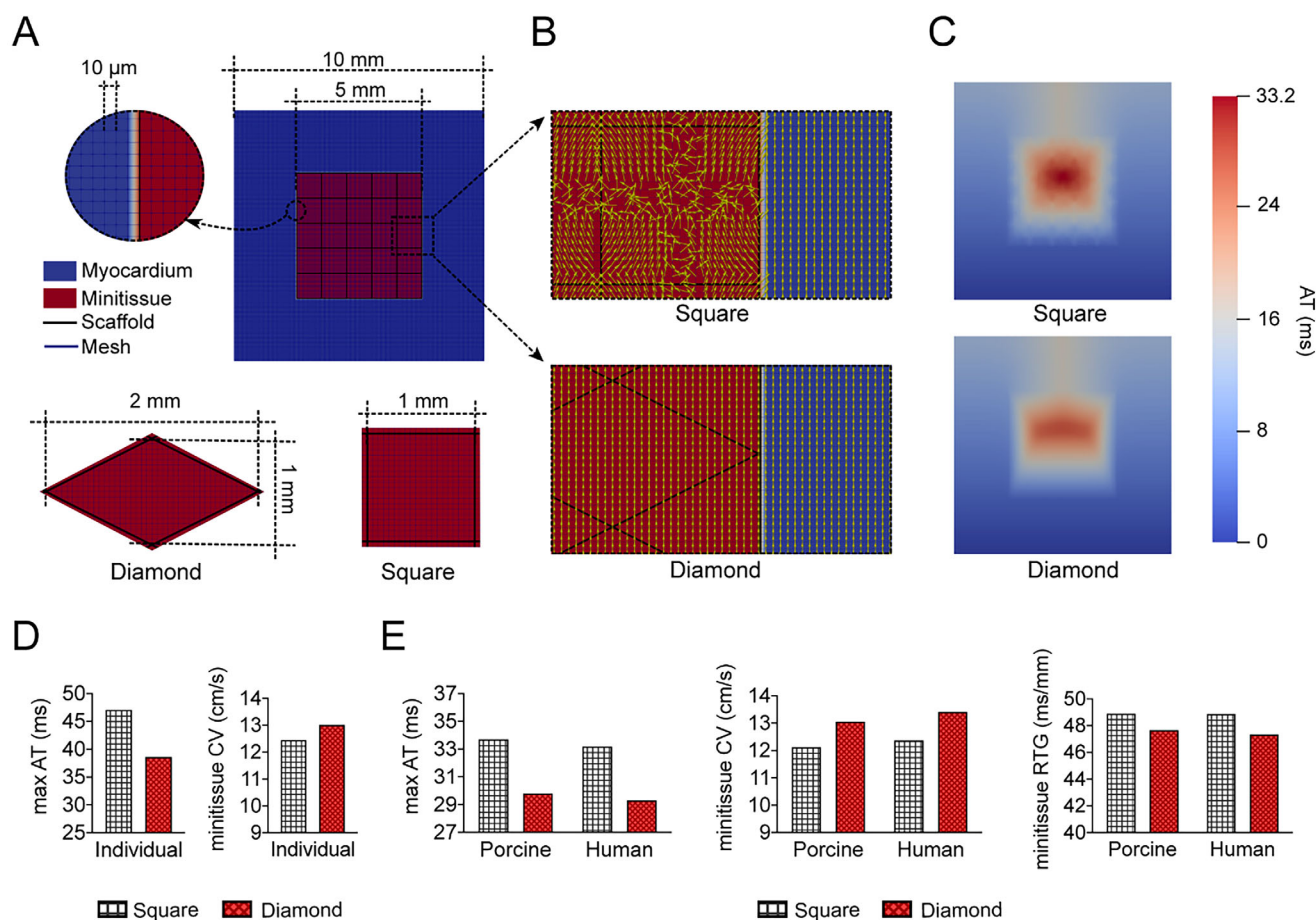 A
10 µm
10 mm
5 mm
Myocardium
Minitissue
Scaffold
Mesh
2 mm
1 mm
Diamond
1 mm
Square
B
Square
Diamond
C
Square
Diamond
33.2
24
16
8
0
AT (ms)
D
max AT (ms)
50
45
40
35
30
25
Individual
minitissue CV (cm/s)
14
13
12
11
10
9
Individual
E
max AT (ms)
37
35
33
31
29
27
Porcine Human
minitissue CV (cm/s)
14
13
12
11
10
9
Porcine Human
minitissue RTG (ms/mm)
50
48
46
44
42
40
Porcine Human
Square Diamond
Square Diamond